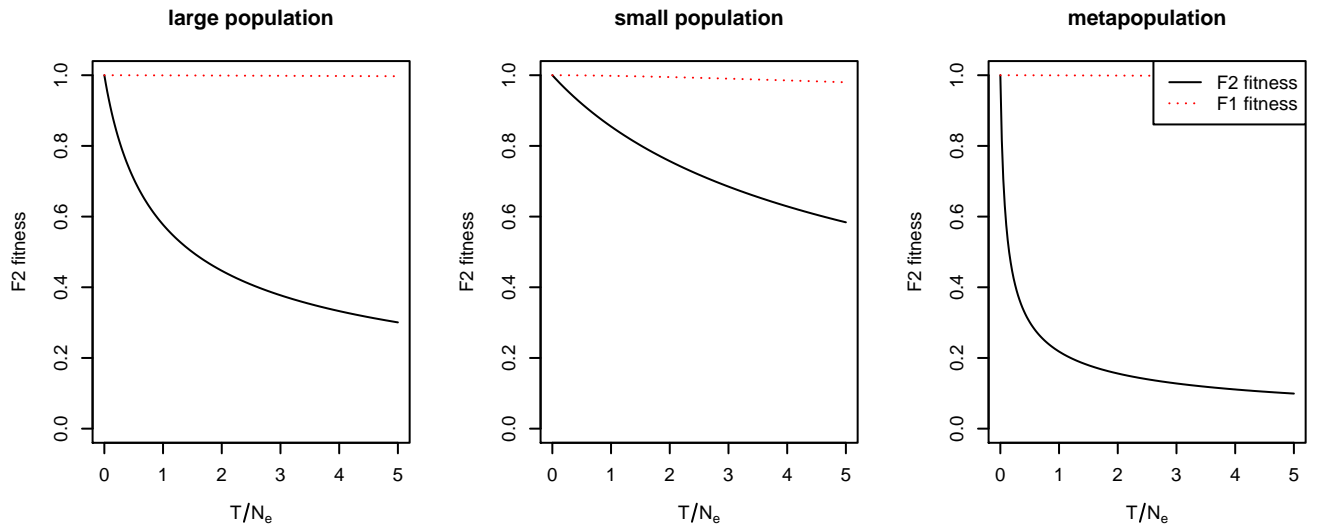 large population
F2 fitness
0.0 0.2 0.4 0.6 0.8 1.0
0 1 2 3 4 5
T/Ne
small population
F2 fitness
0.0 0.2 0.4 0.6 0.8 1.0
0 1 2 3 4 5
T/Ne
metapopulation
F2 fitness
0.0 0.2 0.4 0.6 0.8 1.0
F2 fitness
F1 fitness
0 1 2 3 4 5
T/Ne